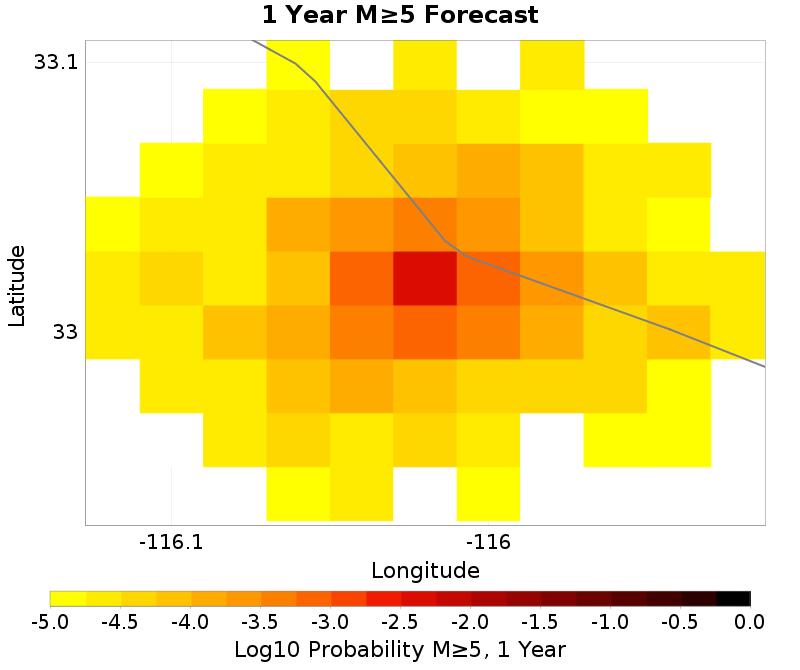 1 Year M≥5 Forecast
33.1
33
Latitude
-116.1 -116
Longitude
-5.0 -4.5 -4.0 -3.5 -3.0 -2.5 -2.0 -1.5 -1.0 -0.5 0.0
Log10 Probability M≥5, 1 Year